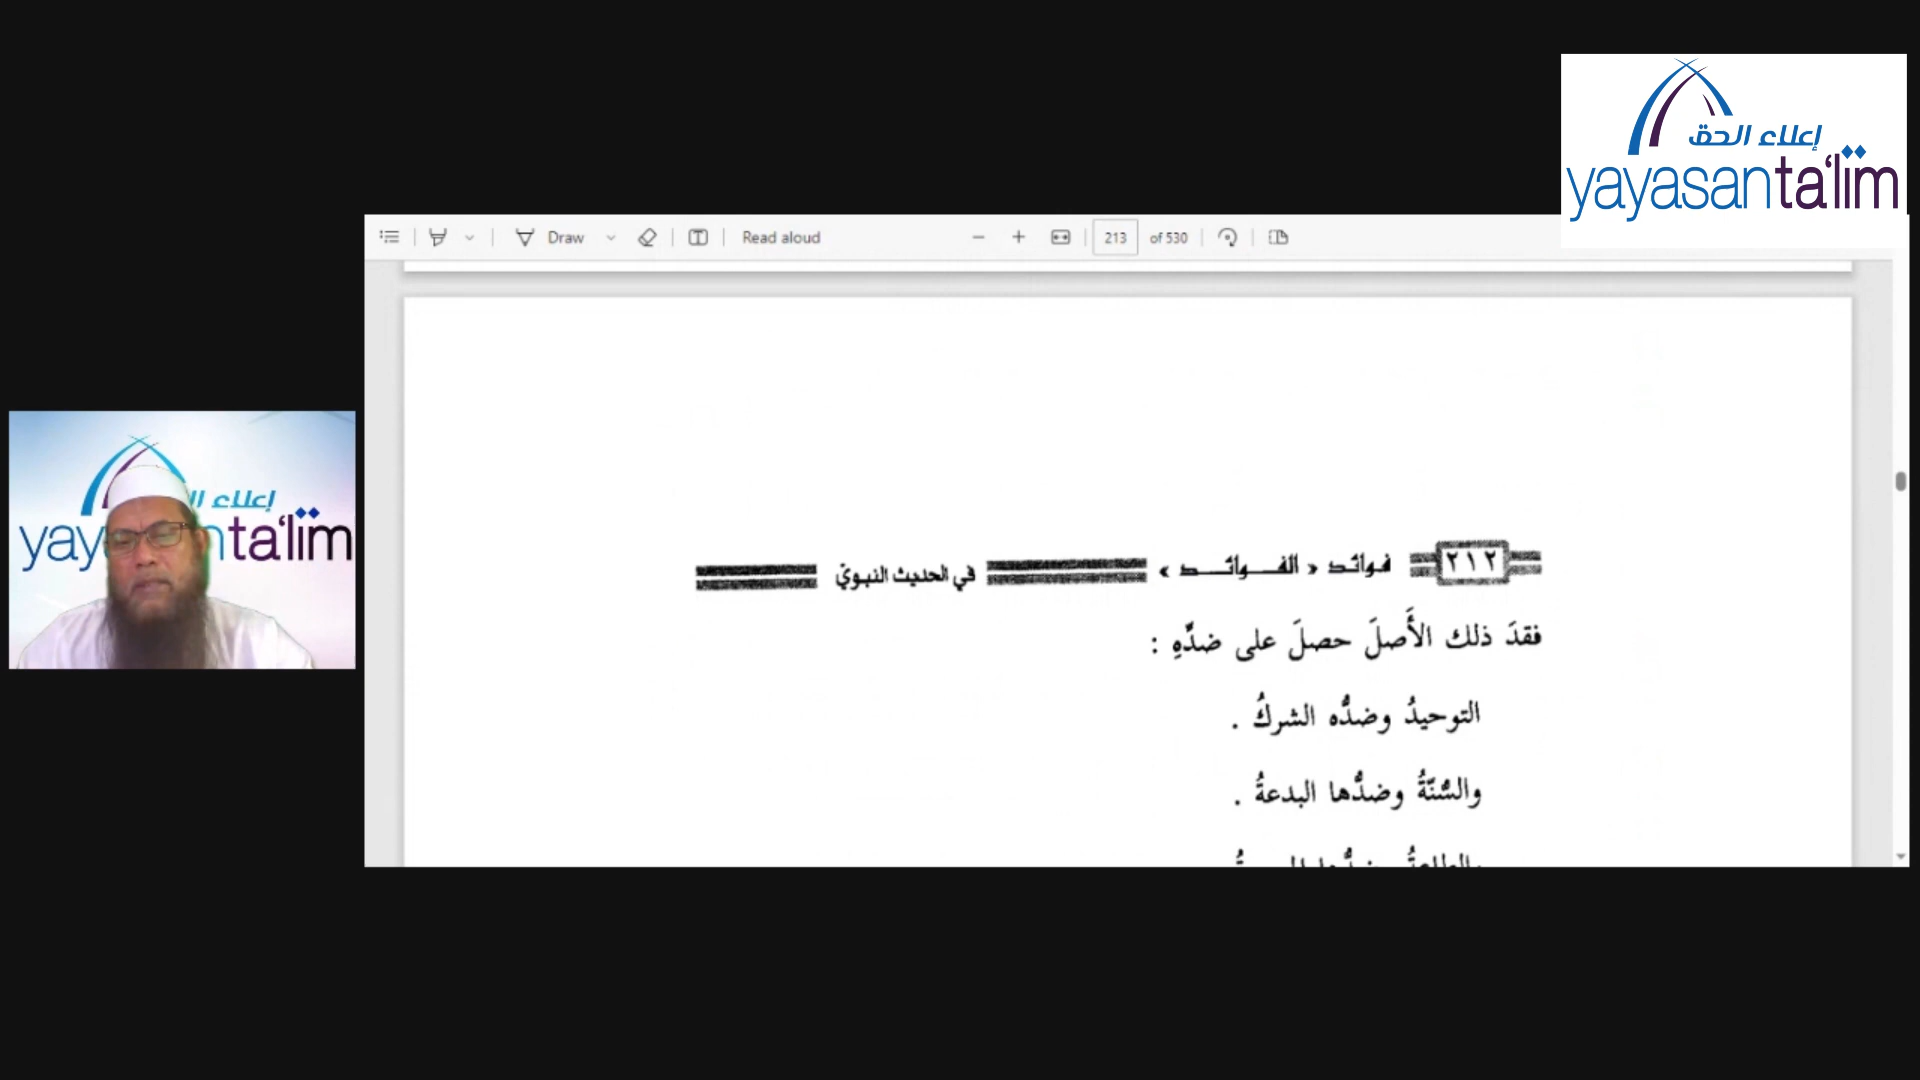 إعلاء الحق
yayasanta'lim
Draw
Read aloud
213 of 530
٢١٢ فوائد « الفوائد » في الحديث النبويّ
فقدَ ذلك الأَصلَ حصلَ على ضدِّهِ :
التوحيدُ وضدُّه الشركُ .
والسُّنَّةُ وضدُّها البدعةُ .
إعلاء
yay ta'lim